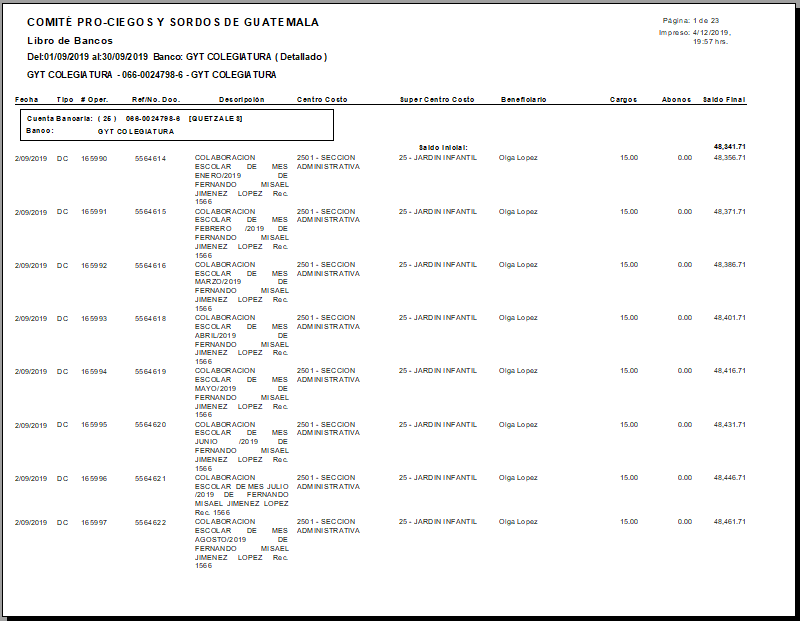 COMITÉ PRO-CIEGOS Y SORDOS DE GUATEMALA
Página: 1 de 23
Libro de Bancos
Impreso: 4/12/2019, 19:57 hrs.
Del:01/09/2019 al:30/09/2019 Banco: GYT COLEGIATURA ( Detallado )
GYT COLEGIATURA - 066-0024798-6 - GYT COLEGIATURA
Fecha Tipo # Oper. Ref/No. Doc. Descripción Centro Costo Super Centro Costo Beneficiario Cargos Abonos Saldo Final
Cuenta Bancaria: ( 25 ) 066-0024798-6 [QUETZALES]
Banco: GYT COLEGIATURA
Saldo Inicial: 48,341.71
2/09/2019 DC 165990 5564614 COLABORACION 2501 - SECCION 25 - JARDIN INFANTIL Olga Lopez 15.00 0.00 48,356.71
ESCOLAR DE MES ADMINISTRATIVA
ENERO/2019 DE
FERNANDO MISAEL
JIMENEZ LOPEZ Rec.
1566
2/09/2019 DC 165991 5564615 COLABORACION 2501 - SECCION 25 - JARDIN INFANTIL Olga Lopez 15.00 0.00 48,371.71
ESCOLAR DE MES ADMINISTRATIVA
FEBRERO /2019 DE
FERNANDO MISAEL
JIMENEZ LOPEZ Rec.
1566
2/09/2019 DC 165992 5564616 COLABORACION 2501 - SECCION 25 - JARDIN INFANTIL Olga Lopez 15.00 0.00 48,386.71
ESCOLAR DE MES ADMINISTRATIVA
MARZO/2019 DE
FERNANDO MISAEL
JIMENEZ LOPEZ Rec.
1566
2/09/2019 DC 165993 5564618 COLABORACION 2501 - SECCION 25 - JARDIN INFANTIL Olga Lopez 15.00 0.00 48,401.71
ESCOLAR DE MES ADMINISTRATIVA
ABRIL/2019 DE
FERNANDO MISAEL
JIMENEZ LOPEZ Rec.
1566
2/09/2019 DC 165994 5564619 COLABORACION 2501 - SECCION 25 - JARDIN INFANTIL Olga Lopez 15.00 0.00 48,416.71
ESCOLAR DE MES ADMINISTRATIVA
MAYO/2019 DE
FERNANDO MISAEL
JIMENEZ LOPEZ Rec.
1566
2/09/2019 DC 165995 5564620 COLABORACION 2501 - SECCION 25 - JARDIN INFANTIL Olga Lopez 15.00 0.00 48,431.71
ESCOLAR DE MES ADMINISTRATIVA
JUNIO /2019 DE
FERNANDO MISAEL
JIMENEZ LOPEZ Rec.
1566
2/09/2019 DC 165996 5564621 COLABORACION 2501 - SECCION 25 - JARDIN INFANTIL Olga Lopez 15.00 0.00 48,446.71
ESCOLAR DE MES JULIO ADMINISTRATIVA
/2019 DE FERNANDO
MISAEL JIMENEZ LOPEZ
Rec. 1566
2/09/2019 DC 165997 5564622 COLABORACION 2501 - SECCION 25 - JARDIN INFANTIL Olga Lopez 15.00 0.00 48,461.71
ESCOLAR DE MES ADMINISTRATIVA
AGOSTO/2019 DE
FERNANDO MISAEL
JIMENEZ LOPEZ Rec.
1566